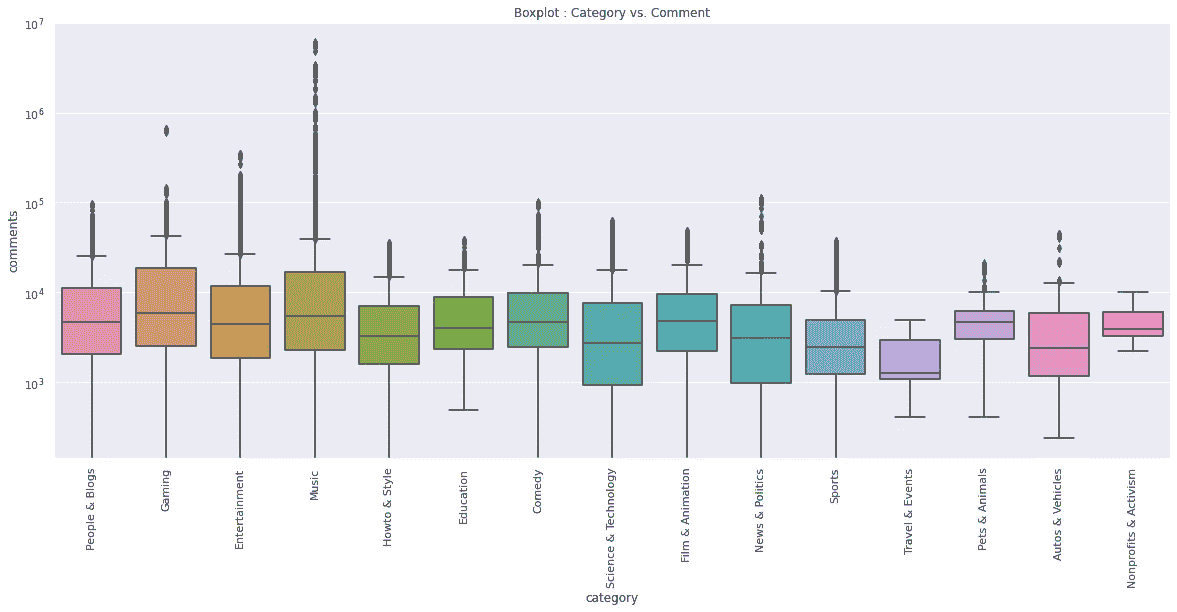 Boxplot : Category vs. Comment
10^7
10^6
10^5
10^4
10^3
comments
People & Blogs
Gaming
Entertainment
Music
Howto & Style
Education
Comedy
Science & Technology
Film & Animation
News & Politics
Sports
Travel & Events
Pets & Animals
Autos & Vehicles
Nonprofits & Activism
category